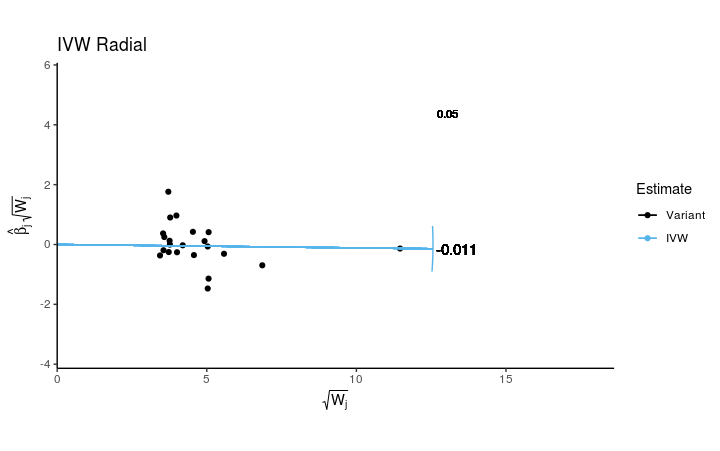 IVW Radial
6
4
2
0
-2
-4
0
5
10
15
β̂j√Wj
√Wj
0.05
-0.011
Estimate
Variant
IVW